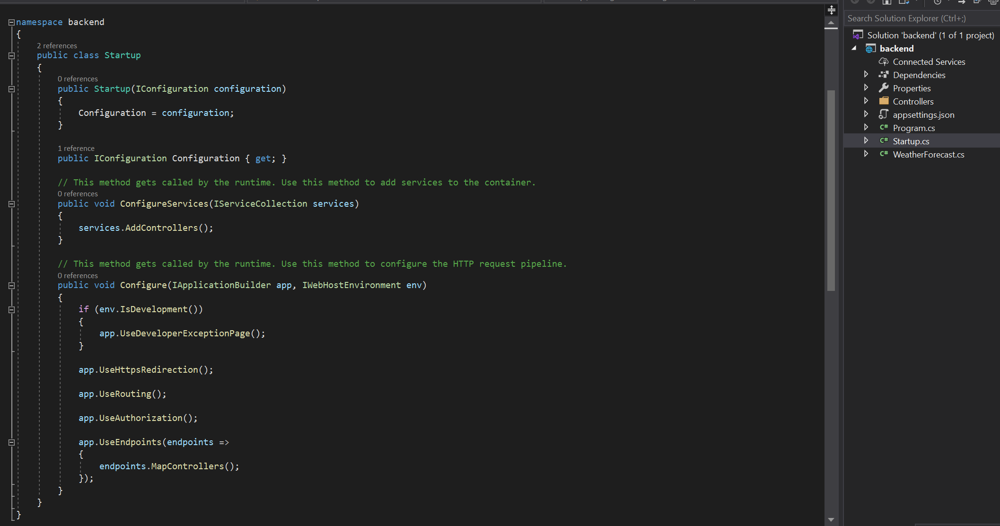 namespace backend
{
2 references
public class Startup
{
0 references
public Startup(IConfiguration configuration)
{
Configuration = configuration;
}
1 reference
public IConfiguration Configuration { get; }
// This method gets called by the runtime. Use this method to add services to the container.
0 references
public void ConfigureServices(IServiceCollection services)
{
services.AddControllers();
}
// This method gets called by the runtime. Use this method to configure the HTTP request pipeline.
0 references
public void Configure(IApplicationBuilder app, IWebHostEnvironment env)
{
if (env.IsDevelopment())
{
app.UseDeveloperExceptionPage();
}
app.UseHttpsRedirection();
app.UseRouting();
app.UseAuthorization();
app.UseEndpoints(endpoints =>
{
endpoints.MapControllers();
});
}
}
}
Search Solution Explorer (Ctrl+;)
Solution 'backend' (1 of 1 project)
backend
Connected Services
Dependencies
Properties
Controllers
appsettings.json
C# Program.cs
C# Startup.cs
C# WeatherForecast.cs